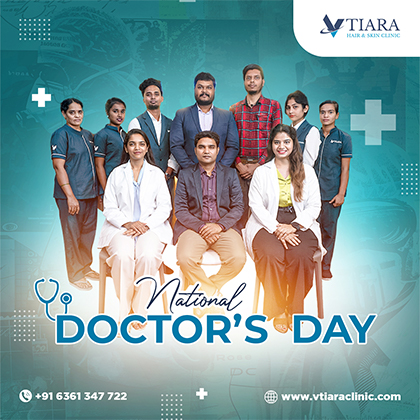 VTIARA
HAIR & SKIN CLINIC
National
DOCTOR'S DAY
+91 6361 347 722
www.vtiaraclinic.com